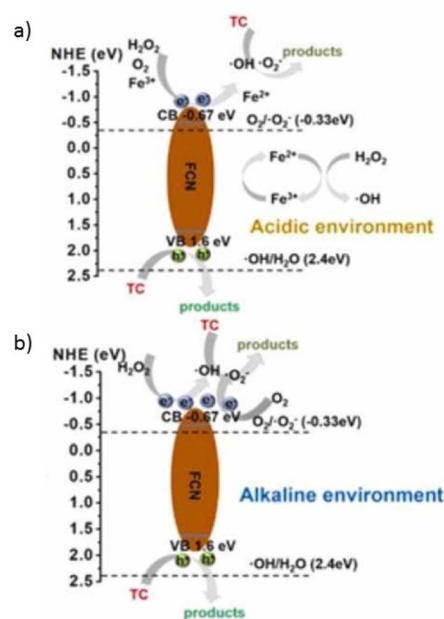 a)
TC
NHE (eV)
H₂O₂
O₂
Fe³⁺
·OH ·O₂⁻
products
-1.5
-1.0
-0.5
0.0
0.5
1.0
1.5
2.0
2.5
e⁻ e⁻
Fe²⁺
CB -0.67 eV
O₂/·O₂⁻ (-0.33eV)
FCN
Fe²⁺
H₂O₂
Fe³⁺
·OH
Acidic environment
VB 1.6 eV
h⁺ h⁺
·OH/H₂O (2.4eV)
TC
products
b)
TC
NHE (eV)
products
H₂O₂
·OH ·O₂⁻
-1.5
-1.0
-0.5
0.0
0.5
1.0
1.5
2.0
2.5
e⁻ e⁻ e⁻ e⁻
O₂
CB -0.67 eV
O₂/·O₂⁻ (-0.33eV)
FCN
Alkaline environment
VB 1.6 eV
h⁺ h⁺
·OH/H₂O (2.4eV)
TC
products